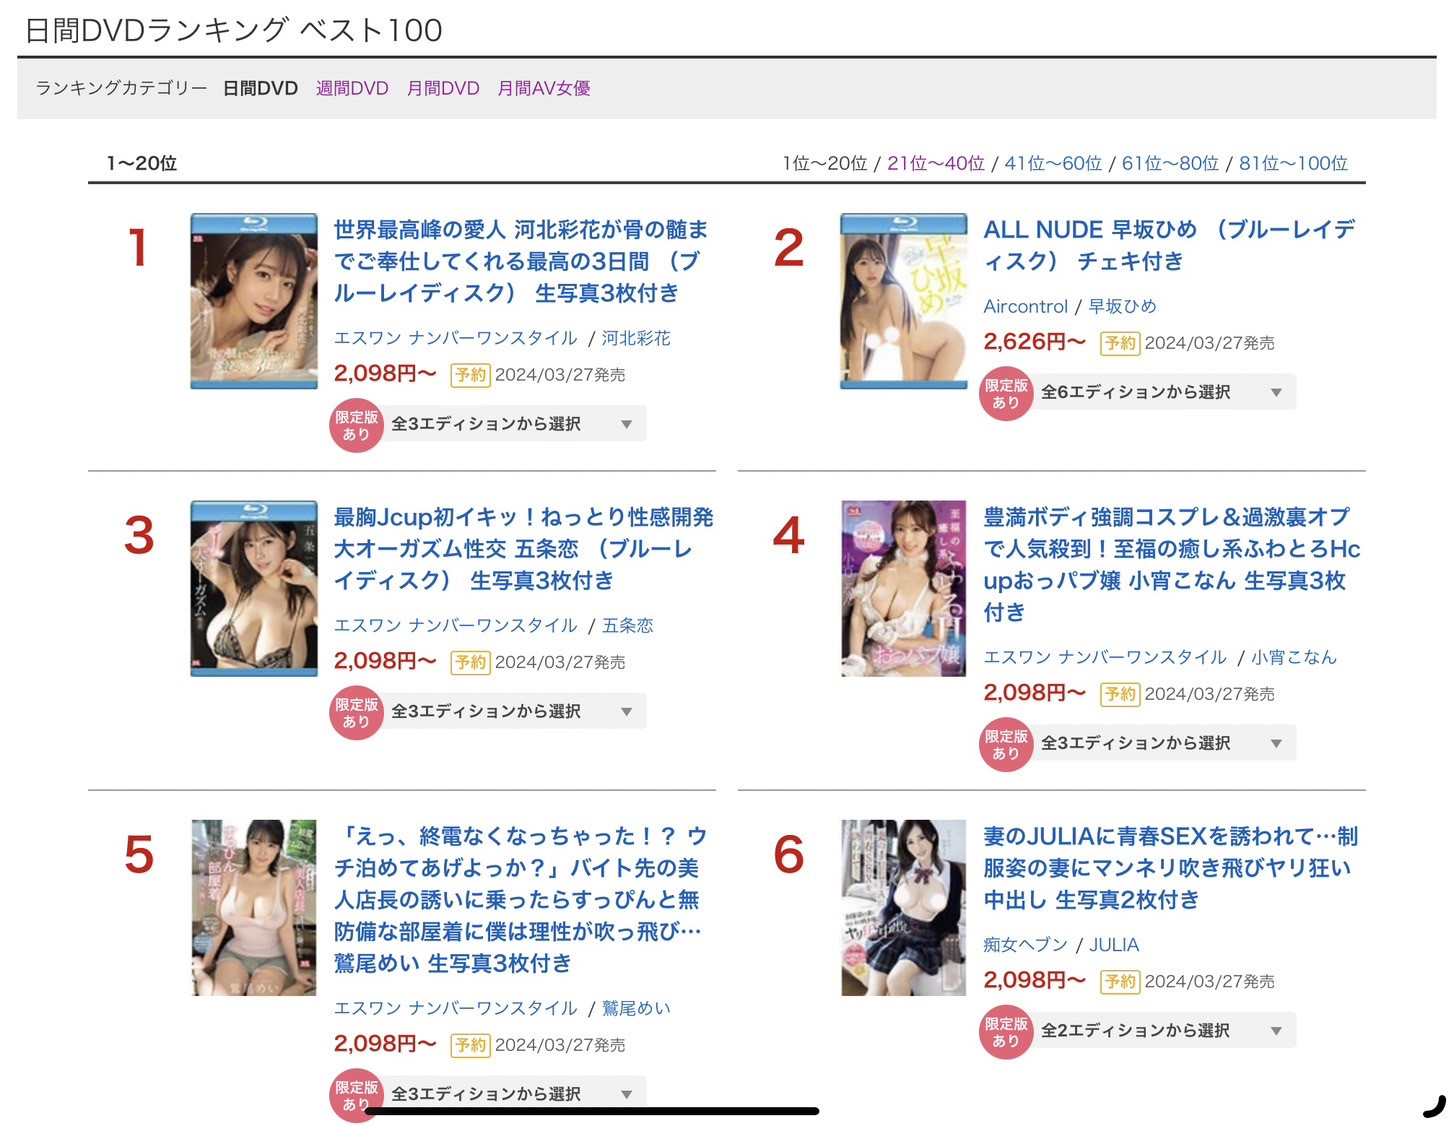 日間DVDランキング ベスト100
ランキングカテゴリー 日間DVD 週間DVD 月間DVD 月間AV女優
1〜20位
1位〜20位 / 21位〜40位 / 41位〜60位 / 61位〜80位 / 81位〜100位
1
世界最高峰の愛人 河北彩花が骨の髄ま
でご奉仕してくれる最高の3日間 （ブ
ルーレイディスク） 生写真3枚付き
エスワン ナンバーワンスタイル / 河北彩花
2,098円〜 予約 2024/03/27発売
限定版
あり
全3エディションから選択 ▼
2
早坂
ひめ
ALL NUDE 早坂ひめ （ブルーレイデ
ィスク） チェキ付き
Aircontrol / 早坂ひめ
2,626円〜 予約 2024/03/27発売
限定版
あり
全6エディションから選択 ▼
3
五条
最胸Jcup初イキッ！ねっとり性感開発
大オーガズム性交 五条恋 （ブルーレ
イディスク） 生写真3枚付き
エスワン ナンバーワンスタイル / 五条恋
2,098円〜 予約 2024/03/27発売
限定版
あり
全3エディションから選択 ▼
4
至福の
癒し系
おっパブ嬢
豊満ボディ強調コスプレ＆過激裏オプ
で人気殺到！至福の癒し系ふわとろHc
upおっパブ嬢 小宵こなん 生写真3枚
付き
エスワン ナンバーワンスタイル / 小宵こなん
2,098円〜 予約 2024/03/27発売
限定版
あり
全3エディションから選択 ▼
5
すっぴん
部屋着
美人店長
鷲尾めい
「えっ、終電なくなっちゃった！？ ウ
チ泊めてあげよっか？」バイト先の美
人店長の誘いに乗ったらすっぴんと無
防備な部屋着に僕は理性が吹っ飛び…
鷲尾めい 生写真3枚付き
エスワン ナンバーワンスタイル / 鷲尾めい
2,098円〜 予約 2024/03/27発売
限定版
あり
全3エディションから選択 ▼
6
妻のJULIAに青春SEXを誘われて…制
服姿の妻にマンネリ吹き飛びヤリ狂い
中出し 生写真2枚付き
痴女ヘブン / JULIA
2,098円〜 予約 2024/03/27発売
限定版
あり
全2エディションから選択 ▼